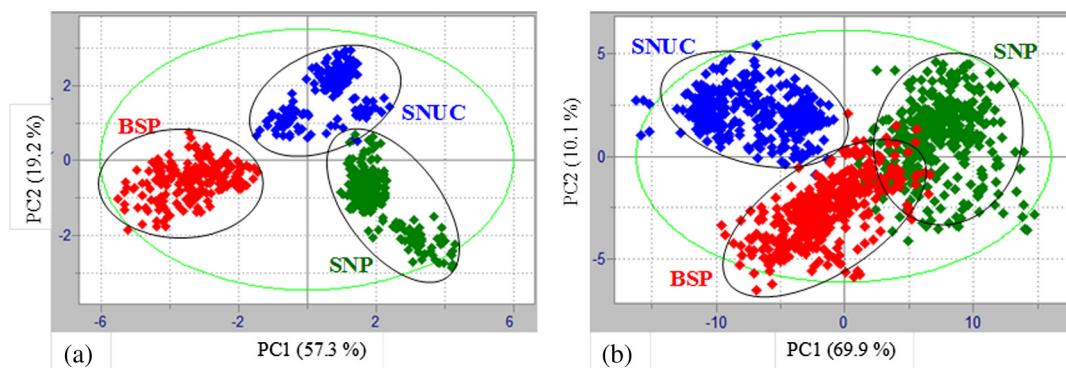 SNUC
BSP
SNP
2
0
-2
-6
-2
2
6
PC2 (19.2 %)
PC1 (57.3 %)
(a)
SNUC
SNP
BSP
5
0
-5
-10
0
10
PC2 (10.1 %)
PC1 (69.9 %)
(b)